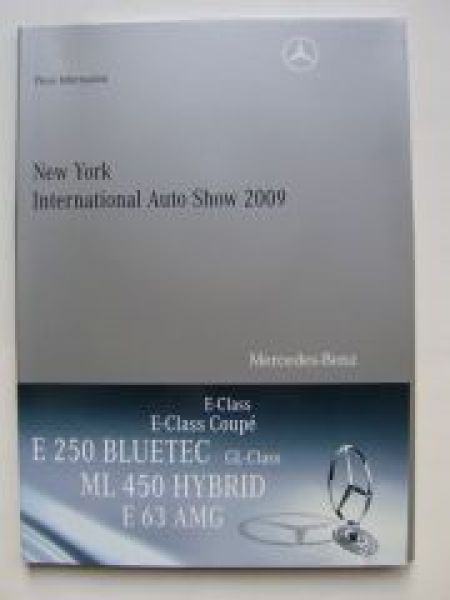 Press Information
New York
International Auto Show 2009
Mercedes-Benz
E-Class
E-Class Coupé
E 250 BLUETEC GL-Class
ML 450 HYBRID
E 63 AMG